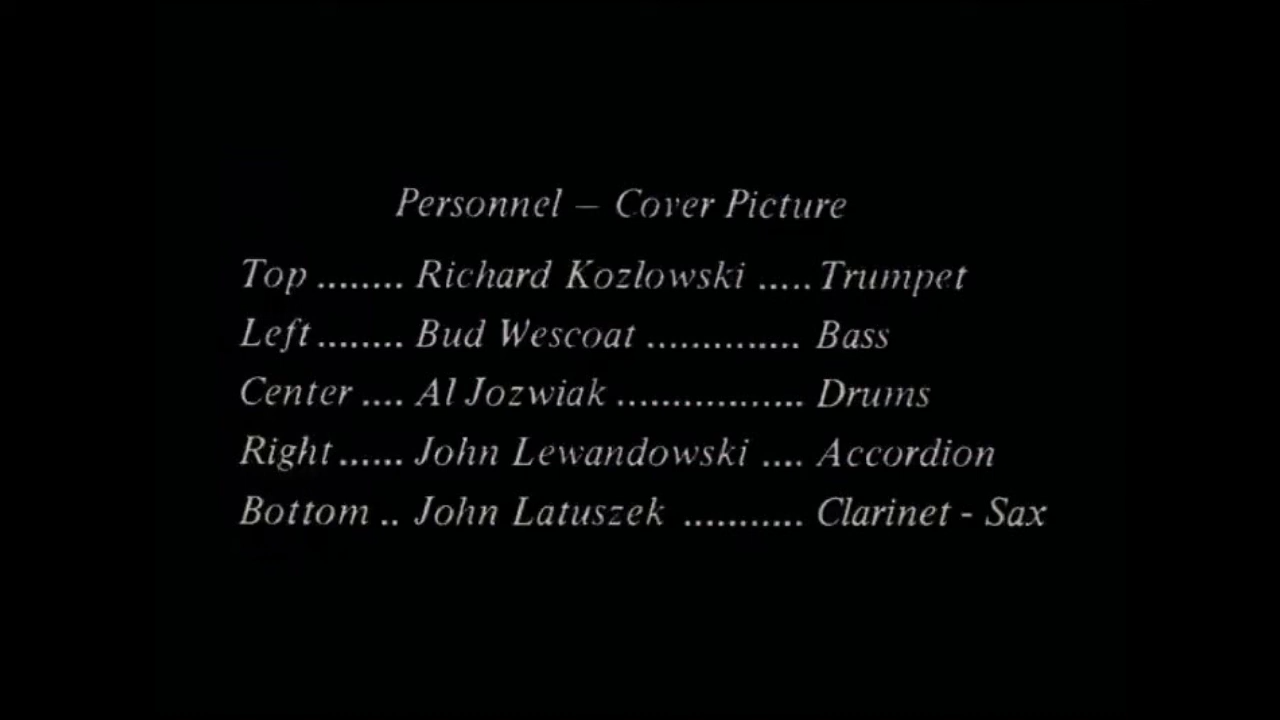 Personnel – Cover Picture
Top ........ Richard Kozlowski ..... Trumpet
Left ........ Bud Wescoat .............. Bass
Center .... Al Jozwiak ................. Drums
Right ...... John Lewandowski .... Accordion
Bottom .. John Latuszek ........... Clarinet - Sax